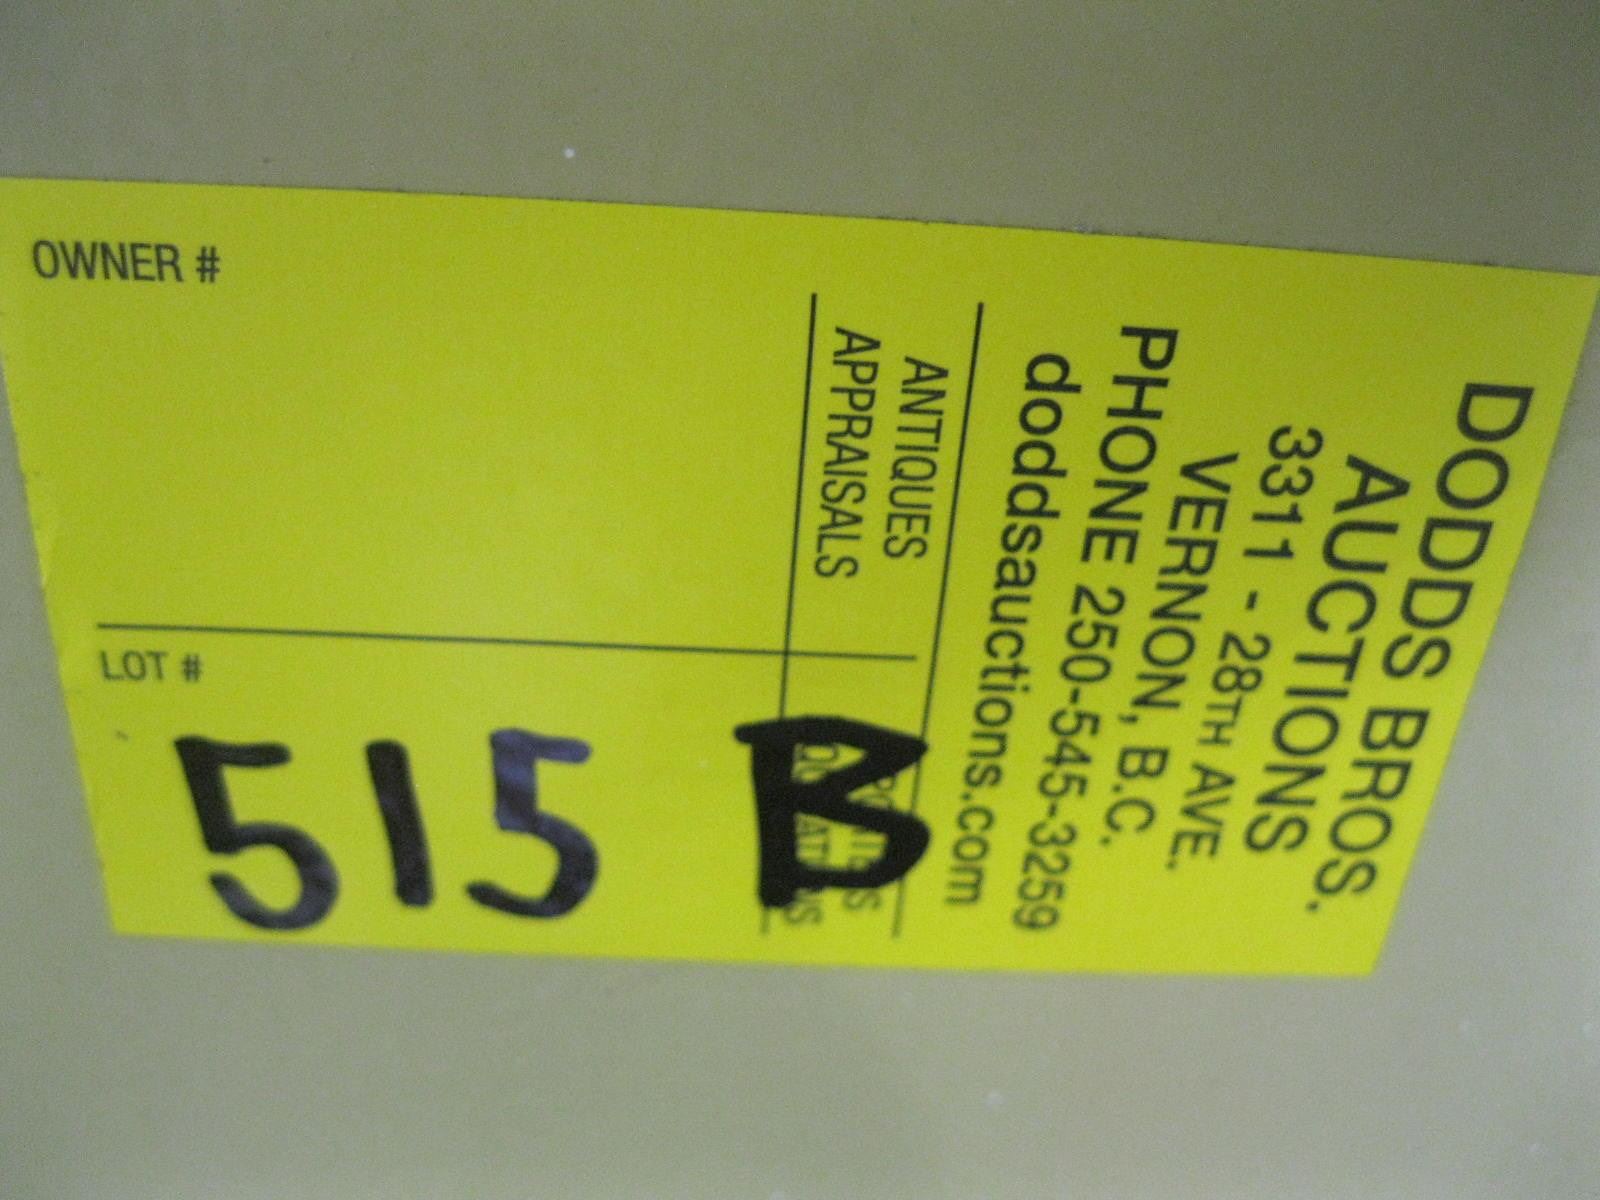 DODDS BROS.
AUCTIONS
3311 - 28TH AVE.
VERNON, B.C.
PHONE 250-545-3259
doddsauctions.com
ANTIQUES
APPRAISALS
OWNER #
LOT #
515 B